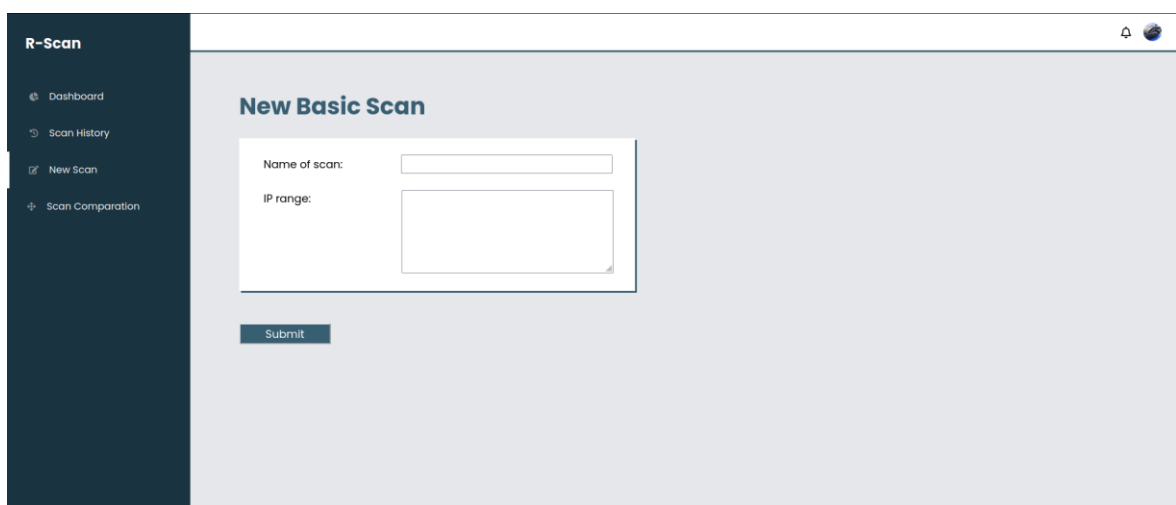 R-Scan
Dashboard
Scan History
New Scan
Scan Comparation
New Basic Scan
Name of scan:
IP range:
Submit